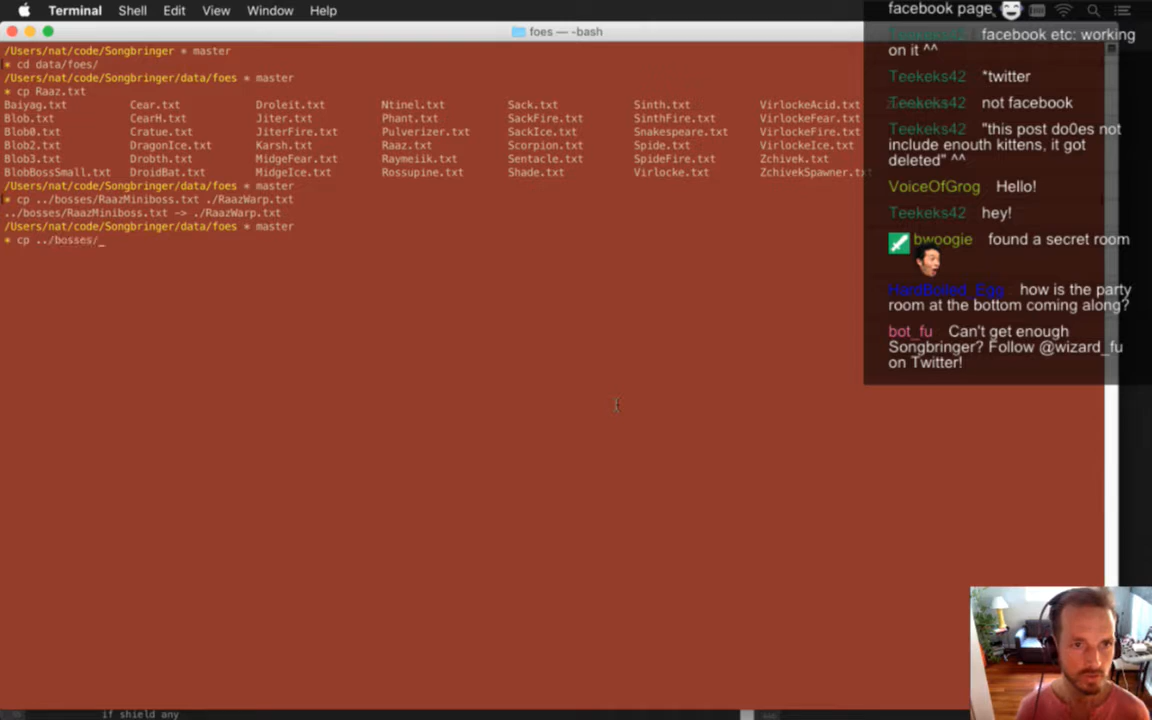 Terminal Shell Edit View Window Help
foes — -bash
/Users/nat/code/Songbringer * master
* cd data/foes/
/Users/nat/code/Songbringer/data/foes * master
* cp Raaz.txt
Baiyag.txt Cear.txt Droleit.txt Ntinel.txt Sack.txt Sinth.txt VirlockeAcid.txt
Blob.txt CearH.txt Jiter.txt Phant.txt SackFire.txt SinthFire.txt VirlockeFear.txt
Blob0.txt Cratue.txt JiterFire.txt Pulverizer.txt SackIce.txt Snakespeare.txt VirlockeFire.txt
Blob2.txt DragonIce.txt Karsh.txt Raaz.txt Scorpion.txt Spide.txt VirlockeIce.txt
Blob3.txt Drobth.txt MidgeFear.txt Raymeiik.txt Sentacle.txt SpideFire.txt Zchivek.txt
BlobBossSmall.txt DroidBat.txt MidgeIce.txt Rossupine.txt Shade.txt Virlocke.txt ZchivekSpawner.txt
/Users/nat/code/Songbringer/data/foes * master
* cp ../bosses/RaazMiniboss.txt ./RaazWarp.txt
../bosses/RaazMiniboss.txt -> ./RaazWarp.txt
/Users/nat/code/Songbringer/data/foes * master
* cp ../bosses/_
facebook page
Teekeks42 facebook etc: working
on it ^^
Teekeks42 *twitter
Teekeks42 not facebook
Teekeks42 "this post do0es not
include enouth kittens, it got
deleted" ^^
VoiceOfGrog Hello!
Teekeks42 hey!
bwoogie found a secret room
HardBoiled_Egg how is the party
room at the bottom coming along?
bot_fu Can't get enough
Songbringer? Follow @wizard_fu
on Twitter!
if shield any